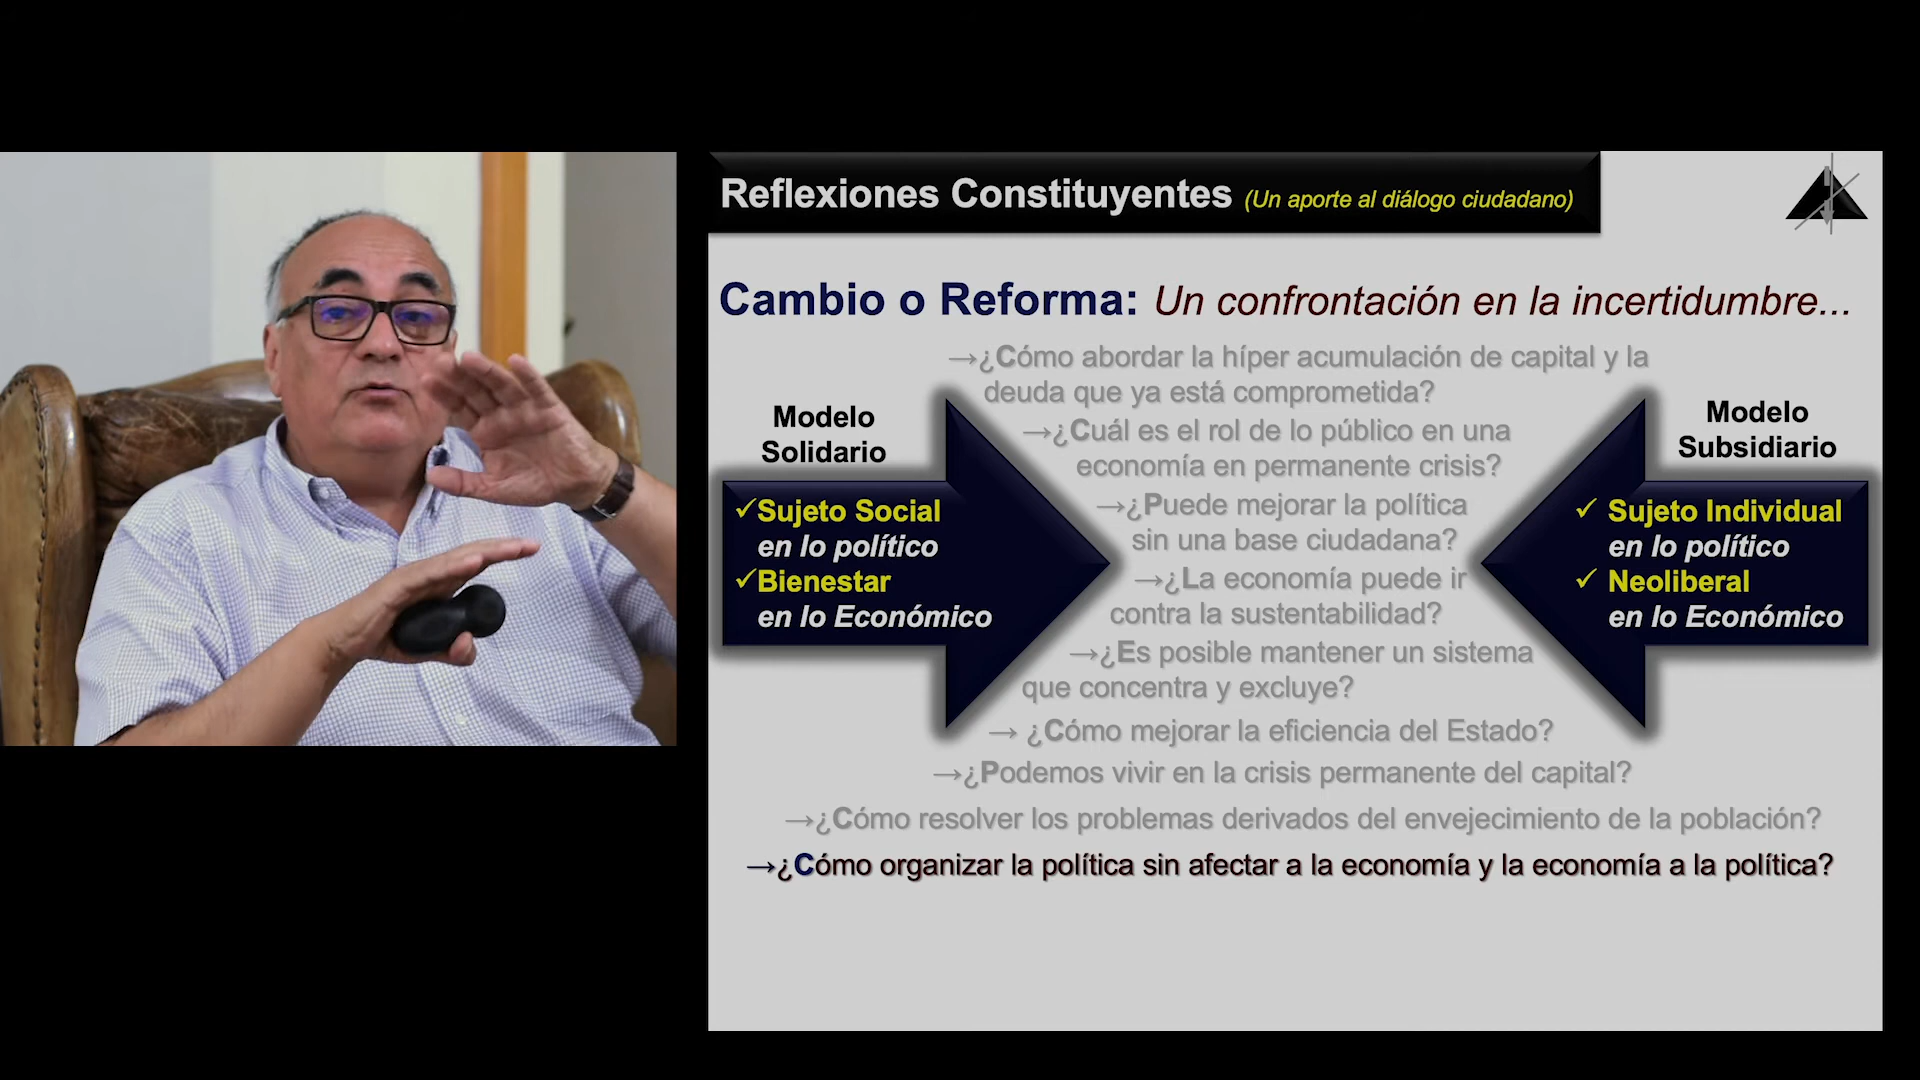 Reflexiones Constituyentes (Un aporte al diálogo ciudadano)
Cambio o Reforma: Un confrontación en la incertidumbre...
→¿Cómo abordar la híper acumulación de capital y la
deuda que ya está comprometida?
→¿Cuál es el rol de lo público en una
economía en permanente crisis?
→¿Puede mejorar la política
sin una base ciudadana?
→¿La economía puede ir
contra la sustentabilidad?
→¿Es posible mantener un sistema
que concentra y excluye?
→ ¿Cómo mejorar la eficiencia del Estado?
→¿Podemos vivir en la crisis permanente del capital?
→¿Cómo resolver los problemas derivados del envejecimiento de la población?
→¿Cómo organizar la política sin afectar a la economía y la economía a la política?
Modelo
Solidario
✓Sujeto Social
en lo político
✓Bienestar
en lo Económico
Modelo
Subsidiario
✓ Sujeto Individual
en lo político
✓ Neoliberal
en lo Económico